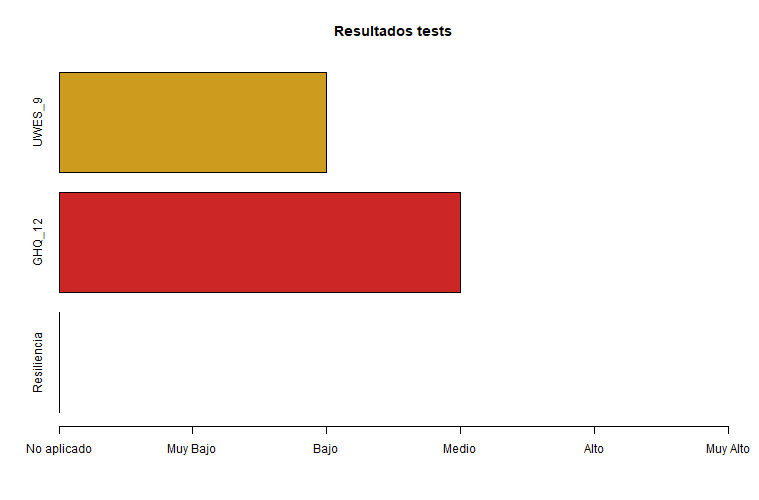 Resultados tests
UWES_9
GHQ_12
Resiliencia
No aplicado Muy Bajo Bajo Medio Alto Muy Alto